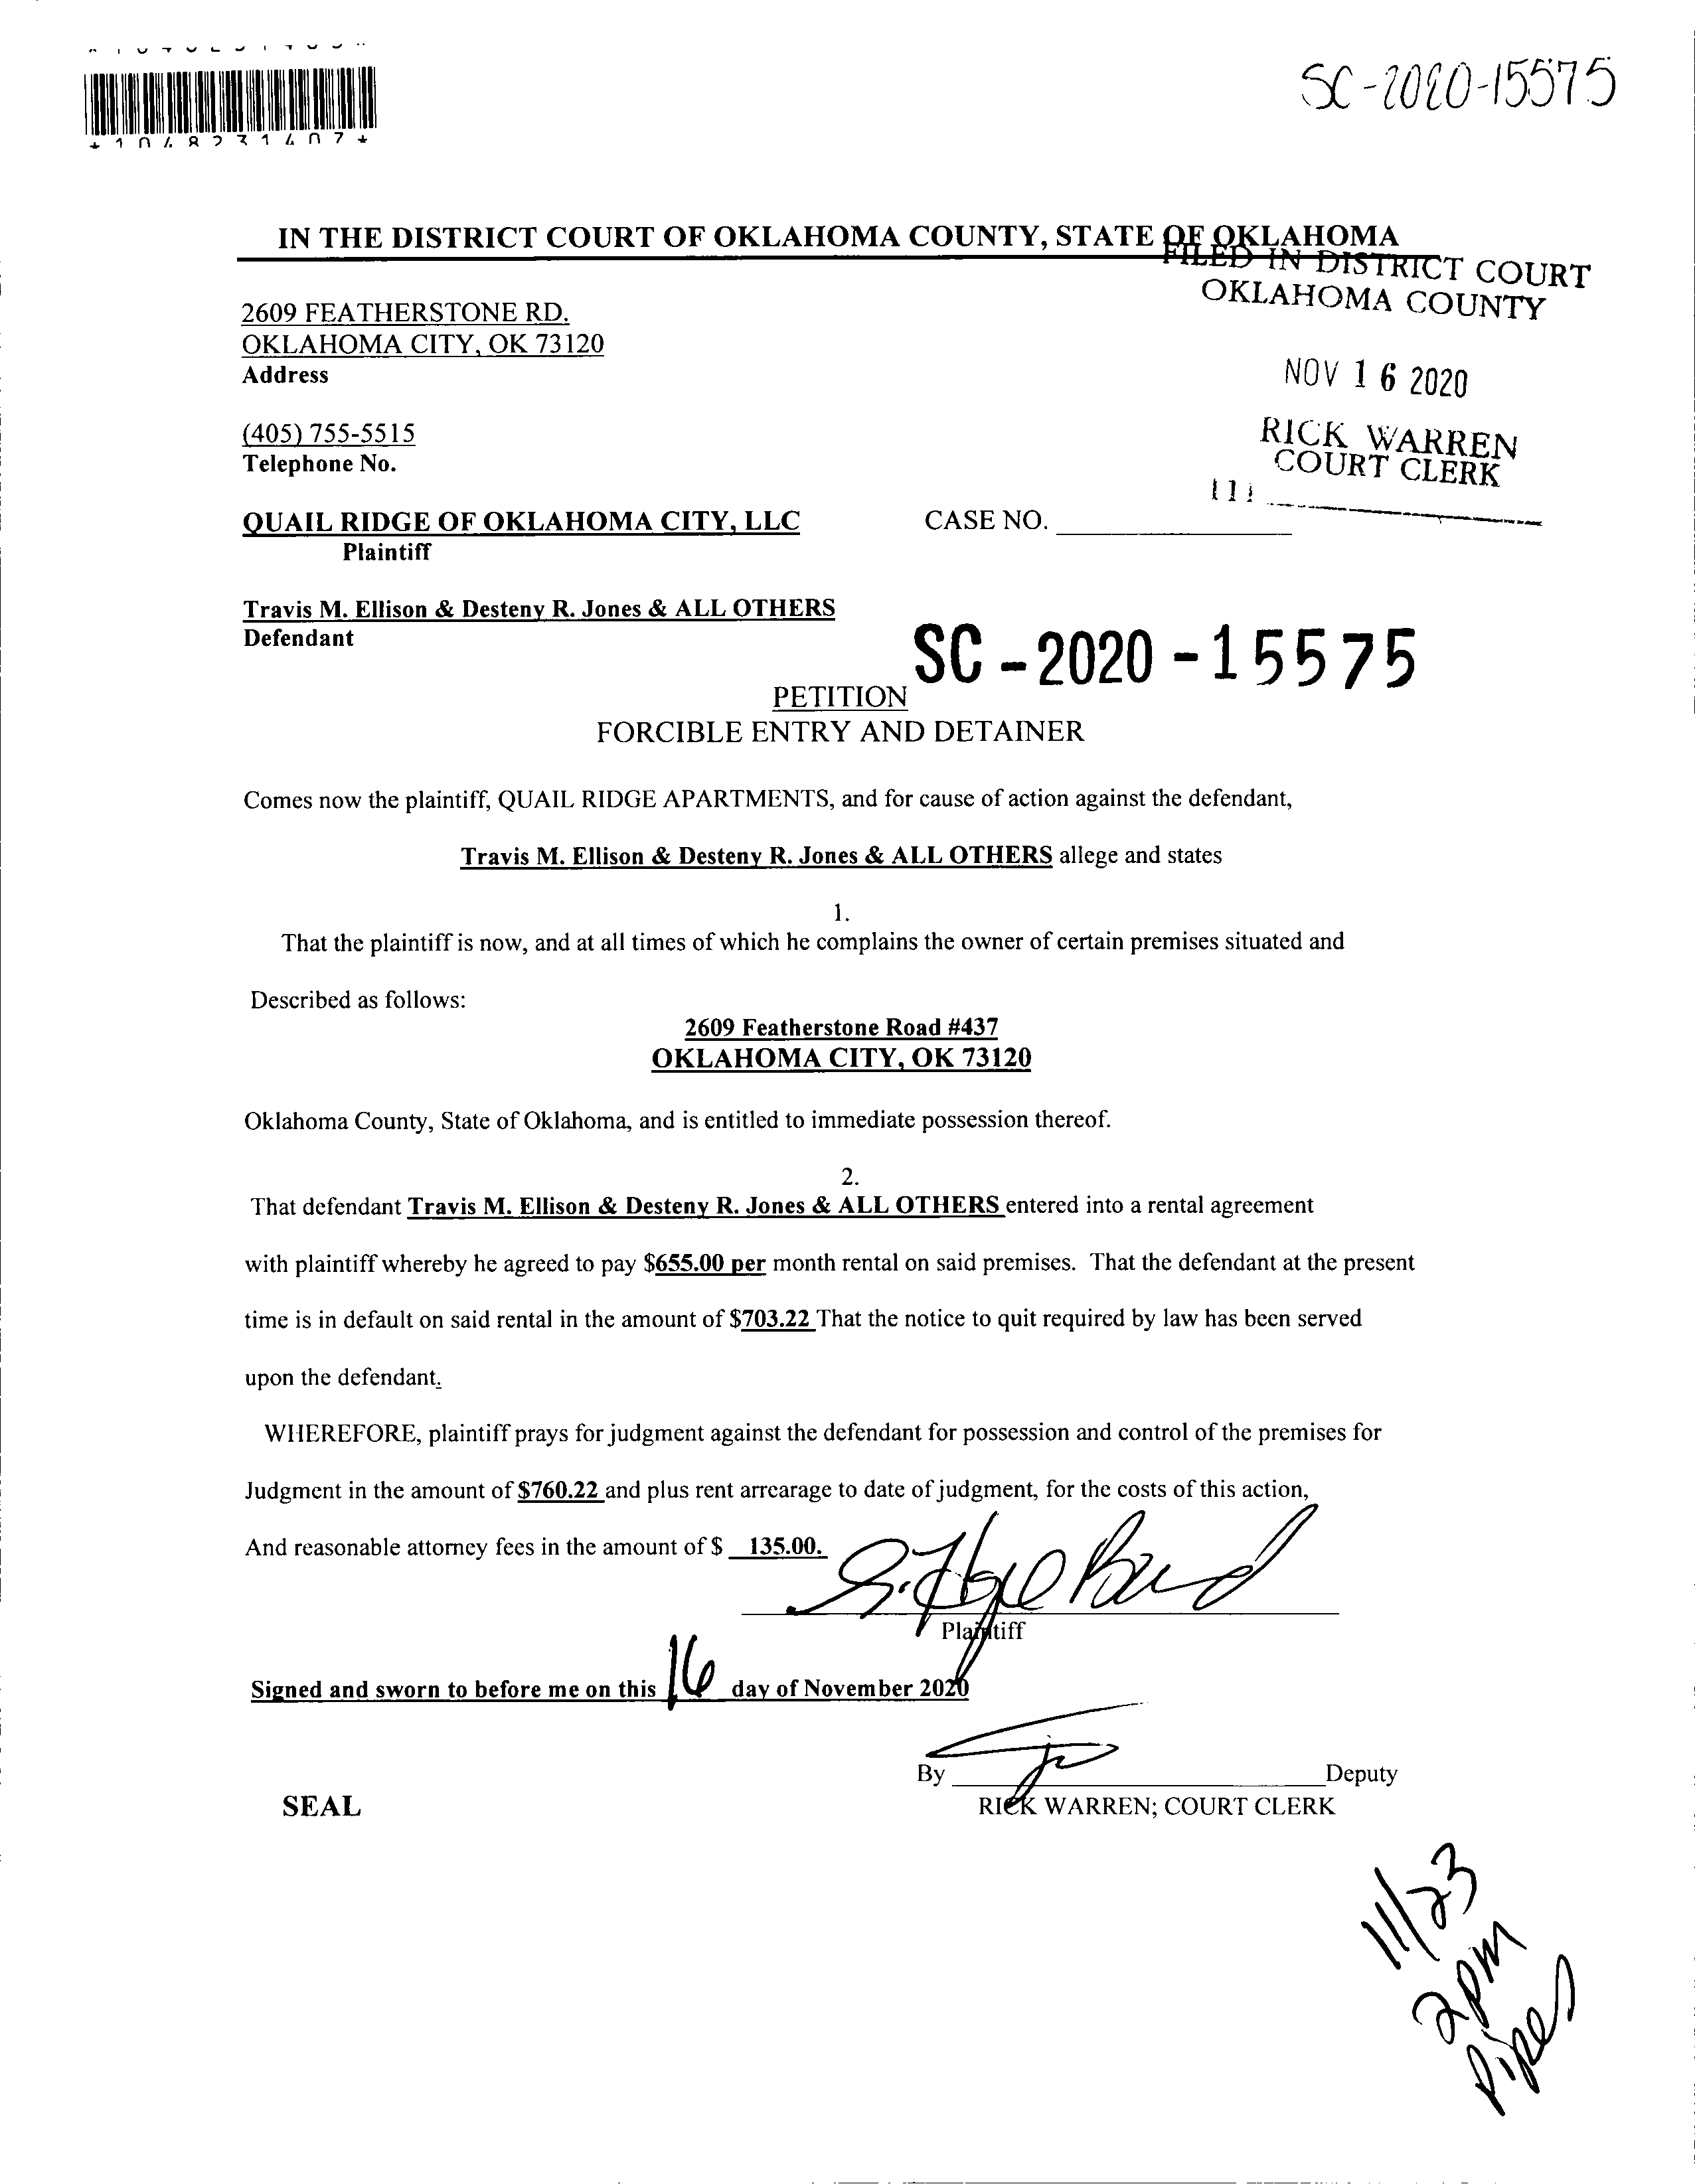 SC-2020-15575
*1048231407*
IN THE DISTRICT COURT OF OKLAHOMA COUNTY, STATE OF OKLAHOMA
FILED IN DISTRICT COURT
OKLAHOMA COUNTY
2609 FEATHERSTONE RD.
OKLAHOMA CITY, OK 73120
Address
NOV 16 2020
(405) 755-5515
Telephone No.
RICK WARREN
COURT CLERK
QUAIL RIDGE OF OKLAHOMA CITY, LLC
CASE NO.
Plaintiff
Travis M. Ellison & Desteny R. Jones & ALL OTHERS
Defendant
SC-2020-15575
PETITION
FORCIBLE ENTRY AND DETAINER
Comes now the plaintiff, QUAIL RIDGE APARTMENTS, and for cause of action against the defendant,
Travis M. Ellison & Desteny R. Jones & ALL OTHERS allege and states
1.
That the plaintiff is now, and at all times of which he complains the owner of certain premises situated and
Described as follows:
2609 Featherstone Road #437
OKLAHOMA CITY, OK 73120
Oklahoma County, State of Oklahoma, and is entitled to immediate possession thereof.
2.
That defendant Travis M. Ellison & Desteny R. Jones & ALL OTHERS entered into a rental agreement
with plaintiff whereby he agreed to pay $655.00 per month rental on said premises. That the defendant at the present
time is in default on said rental in the amount of $703.22 That the notice to quit required by law has been served
upon the defendant.
WHEREFORE, plaintiff prays for judgment against the defendant for possession and control of the premises for
Judgment in the amount of $760.22 and plus rent arrearage to date of judgment, for the costs of this action,
And reasonable attorney fees in the amount of $ 135.00.
Plaintiff
Signed and sworn to before me on this 16 day of November 2020
By Deputy
SEAL
RICK WARREN; COURT CLERK
11/23
2pm
Pipes